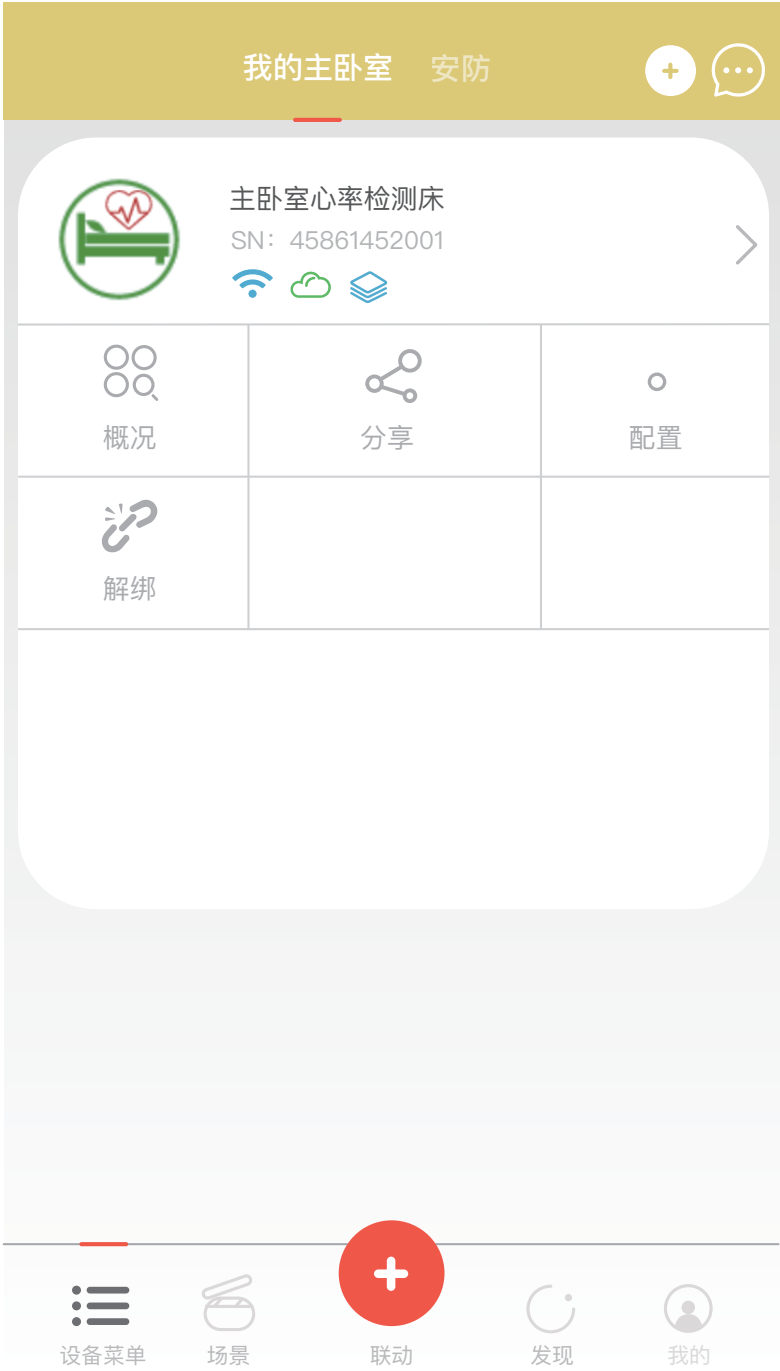 我的主卧室 安防
主卧室心率检测床
SN：45861452001
概况 分享 配置
解绑
设备菜单 场景 联动 发现 我的